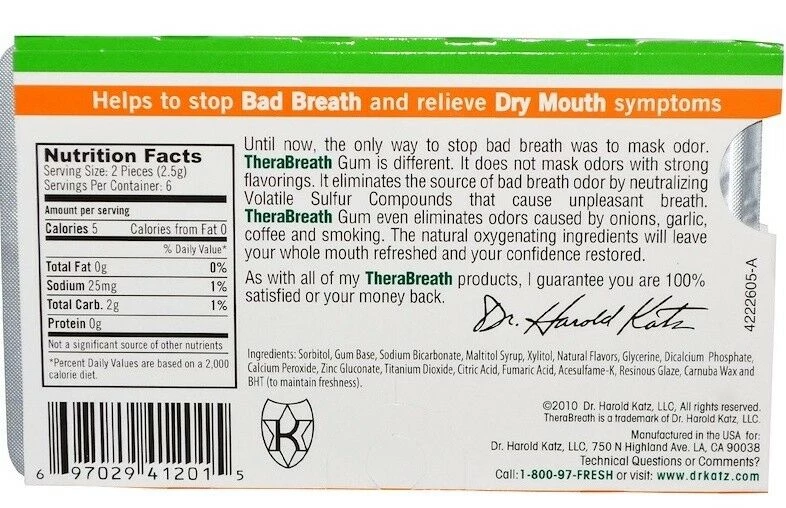 Helps to stop Bad Breath and relieve Dry Mouth symptoms
Nutrition Facts
Serving Size: 2 Pieces (2.5g)
Servings Per Container: 6
Amount per serving
Calories 5 Calories from Fat 0
% Daily Value*
Total Fat 0g 0%
Sodium 25mg 1%
Total Carb. 2g 1%
Protein 0g
Not a significant source of other nutrients
*Percent Daily Values are based on a 2,000
calorie diet.
Until now, the only way to stop bad breath was to mask odor.
TheraBreath Gum is different. It does not mask odors with strong
flavorings. It eliminates the source of bad breath odor by neutralizing
Volatile Sulfur Compounds that cause unpleasant breath.
TheraBreath Gum even eliminates odors caused by onions, garlic,
coffee and smoking. The natural oxygenating ingredients will leave
your whole mouth refreshed and your confidence restored.
As with all of my TheraBreath products, I guarantee you are 100%
satisfied or your money back.
Dr. Harold Katz
4222605-A
Ingredients: Sorbitol, Gum Base, Sodium Bicarbonate, Maltitol Syrup, Xylitol, Natural Flavors, Glycerine, Dicalcium Phosphate,
Calcium Peroxide, Zinc Gluconate, Titanium Dioxide, Citric Acid, Fumaric Acid, Acesulfame-K, Resinous Glaze, Carnuba Wax and
BHT (to maintain freshness).
K
6 97029 41201 5
©2010 Dr. Harold Katz, LLC, All rights reserved.
TheraBreath is a trademark of Dr. Harold Katz, LLC.
Manufactured in the USA for:
Dr. Harold Katz, LLC, 750 N Highland Ave. LA, CA 90038
Technical Questions or Comments?
Call:1-800-97-FRESH or visit: www.drkatz.com